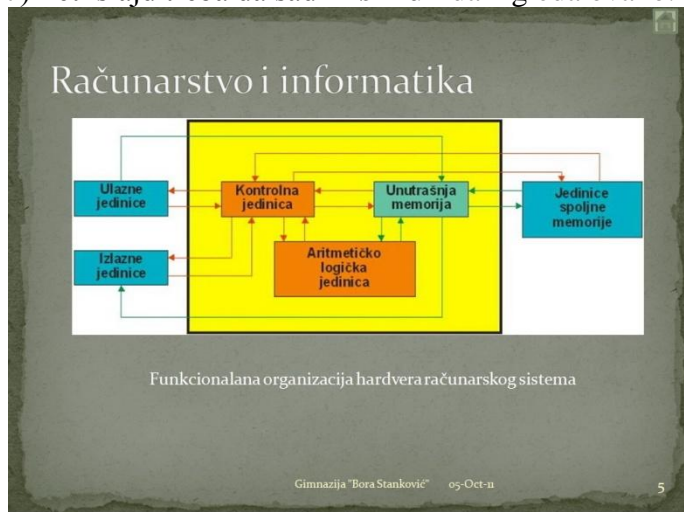 Računarstvo i informatika
Ulazne
jedinice
Kontrolna
jedinica
Unutrašnja
memorija
Jedinice
spoljne
memorije
Izlazne
jedinice
Aritmetičko
logička
jedinica
Funkcionalana organizacija hardvera računarskog sistema
Gimnazija "Bora Stanković" 05-Oct-11
5